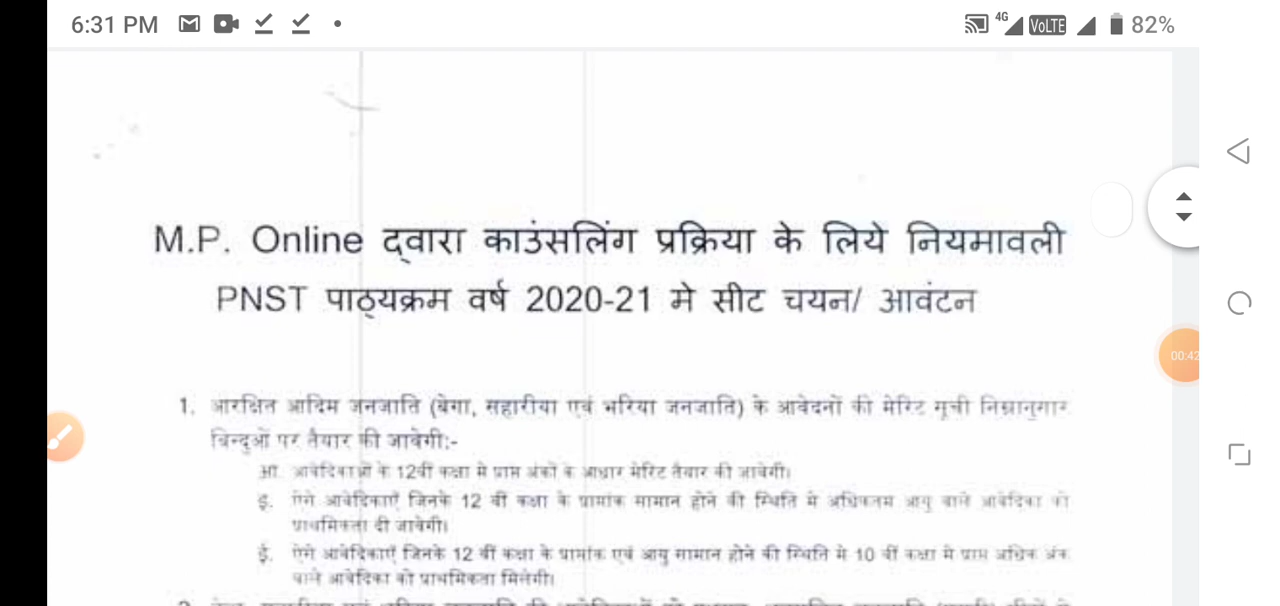 6:31 PM
4G VoLTE 82%
M.P. Online द्वारा काउंसलिंग प्रक्रिया के लिये नियमावली
PNST पाठ्यक्रम वर्ष 2020-21 मे सीट चयन/ आवंटन
00:42
1. आरक्षित आदिम जनजाति (बेगा, सहारीया एवं भरिया जनजाति) के आवेदनों की मेरिट सूची निम्नानुसार
बिन्दुओं पर तैयार की जावेगी:-
आ. आवेदिकाओं के 12वीं कक्षा मे प्राप्त अंकों के आधार मेरिट तैयार की जावेगी।
इ. ऐसे आवेदिकाएँ जिनके 12 वीं कक्षा के प्राप्तांक सामान होने की स्थिति मे अधिकतम आयु वाले आवेदिका को
प्राथमिकता दी जावेगी।
ई. ऐसे आवेदिकाएँ जिनके 12 वीं कक्षा के प्राप्तांक एवं आयु सामान होने की स्थिति मे 10 वीं कक्षा मे प्राप्त अधिक अंक
वाले आवेदिका को प्राथमिकता मिलेगी।